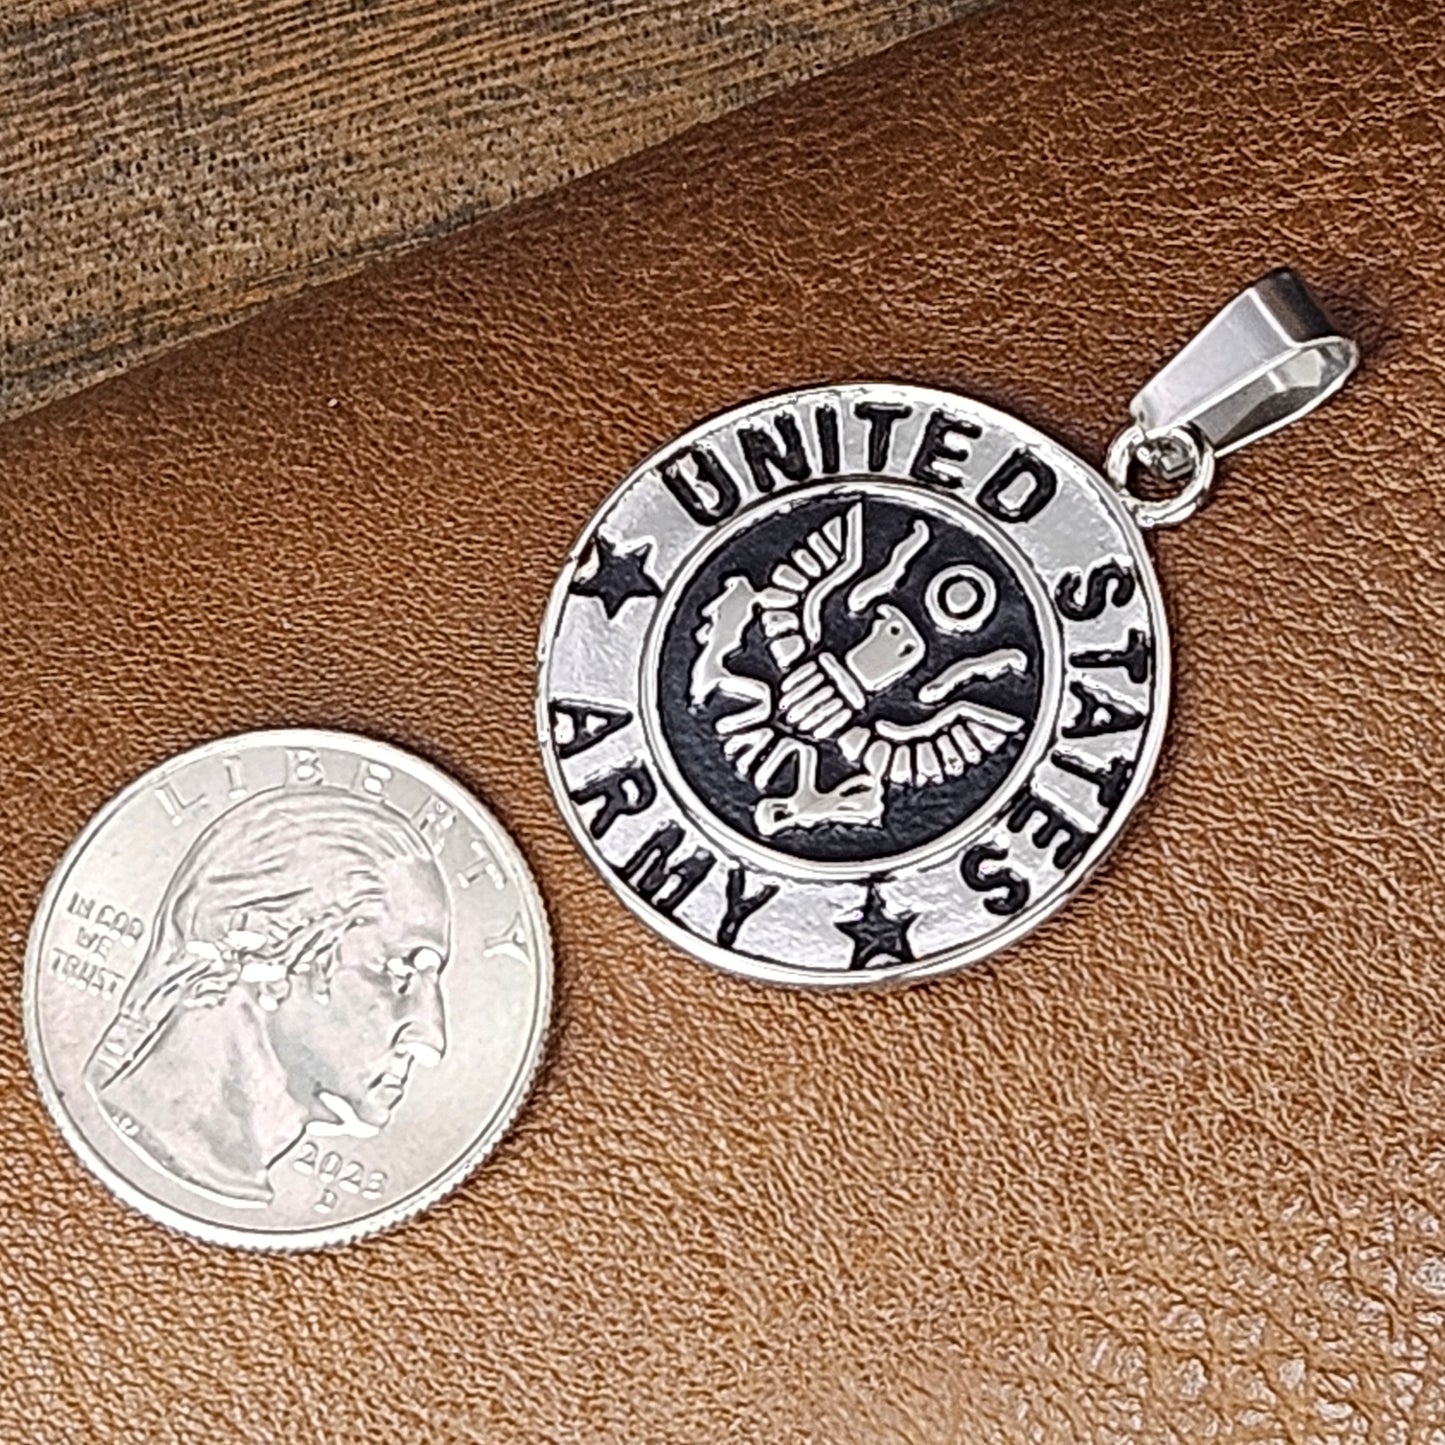 UNITED STATES
ARMY
LIBERTY
IN GOD
WE
TRUST
2023